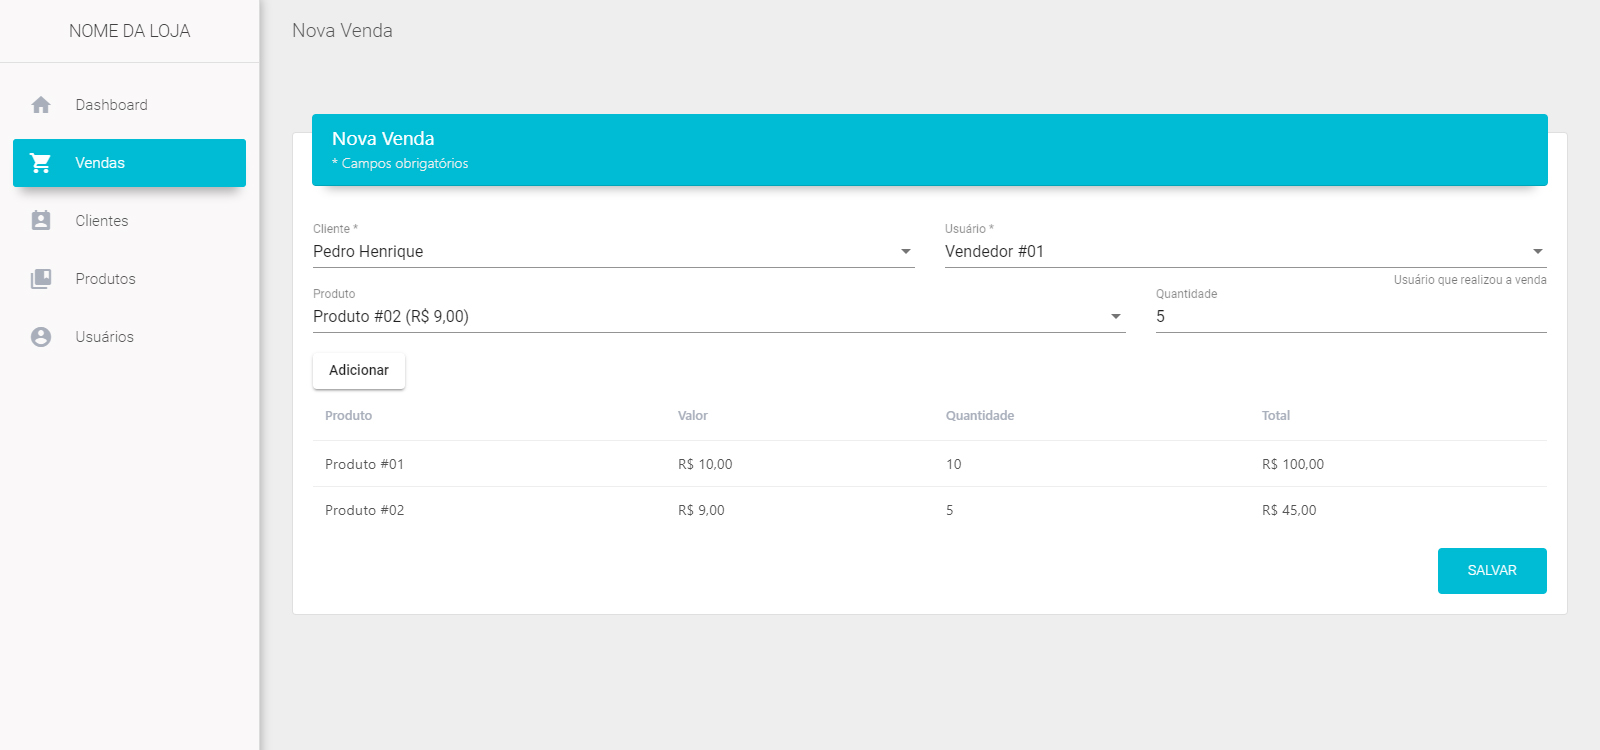 NOME DA LOJA
Dashboard
Vendas
Clientes
Produtos
Usuários
Nova Venda
Nova Venda
* Campos obrigatórios
Cliente *
Pedro Henrique
Usuário *
Vendedor #01
Usuário que realizou a venda
Produto
Produto #02 (R$ 9,00)
Quantidade
5
Adicionar
Produto Valor Quantidade Total
Produto #01 R$ 10,00 10 R$ 100,00
Produto #02 R$ 9,00 5 R$ 45,00
SALVAR